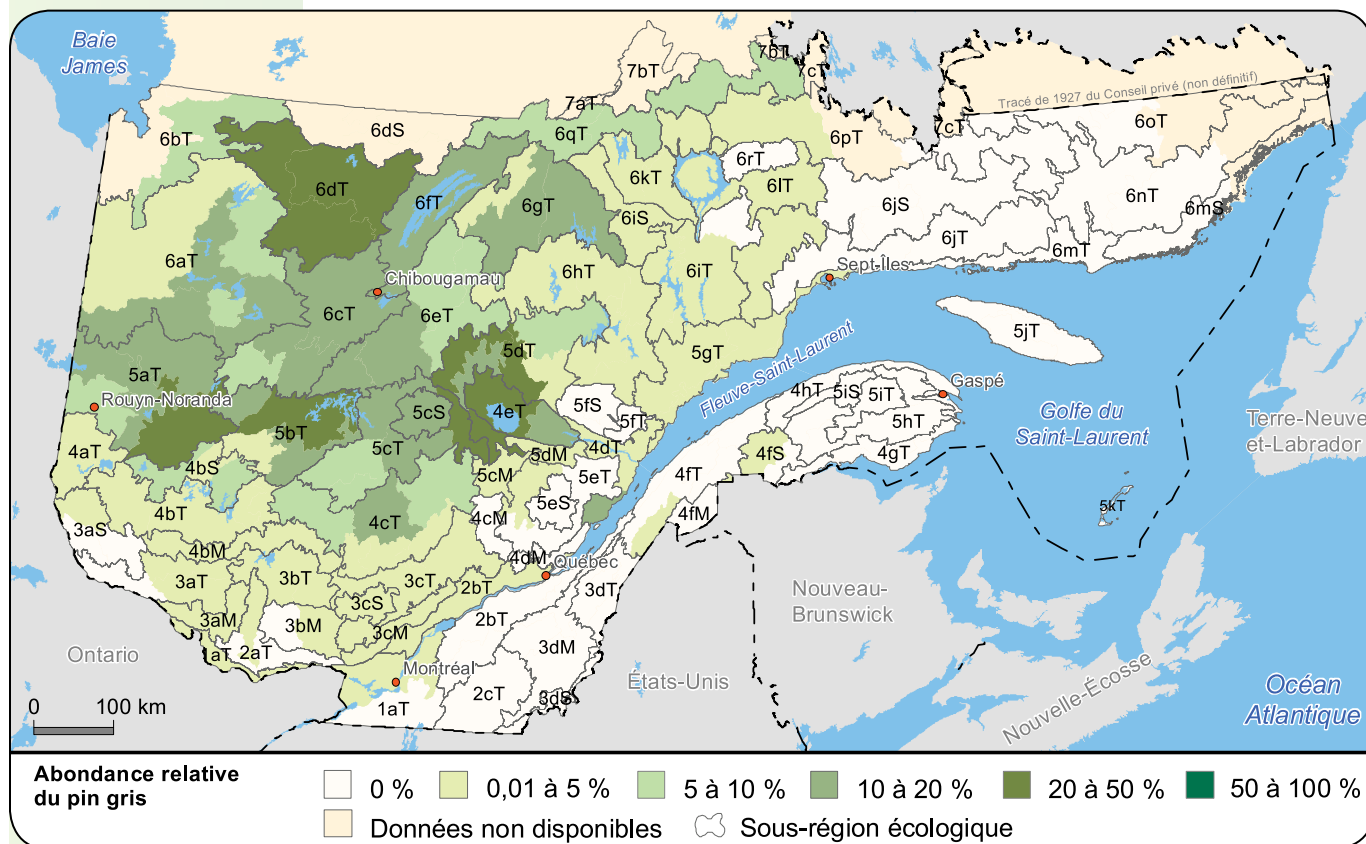 Baie
James
7bT
7bT
7cT
7aT
Tracé de 1927 du Conseil privé (non définitif)
6bT
6dS
6qT
6pT
7cT
6oT
6dT
6fT
6kT
6rT
6lT
6gT
6iS
6jS
6nT
6mS
6aT
6hT
6iT
6jT
6mT
Sept-Îles
Chibougamau
6cT
6eT
5jT
5aT
5dT
5gT
Fleuve-Saint-Laurent
Rouyn-Noranda
5cS
4eT
5fS
5fT
4hT
5iS
5iT
Gaspé
5bT
5hT
Golfe du
Saint-Laurent
Terre-Neuve
et-Labrador
4aT
4bS
5cT
5dM
4dT
4fS
4gT
5cM
5eT
4fT
4bT
4cT
4cM
5eS
4fM
5kT
3aS
4bM
4dM
Québec
3aT
3bT
3cT
2bT
3dT
Nouveau-
Brunswick
3cS
3aM
3bM
3cM
2bT
1aT
2aT
3dM
Ontario
Montréal
2cT
3dS
États-Unis
Nouvelle-Écosse
Océan
Atlantique
1aT
0 100 km
Abondance relative
du pin gris
0 % 0,01 à 5 % 5 à 10 % 10 à 20 % 20 à 50 % 50 à 100 %
Données non disponibles Sous-région écologique